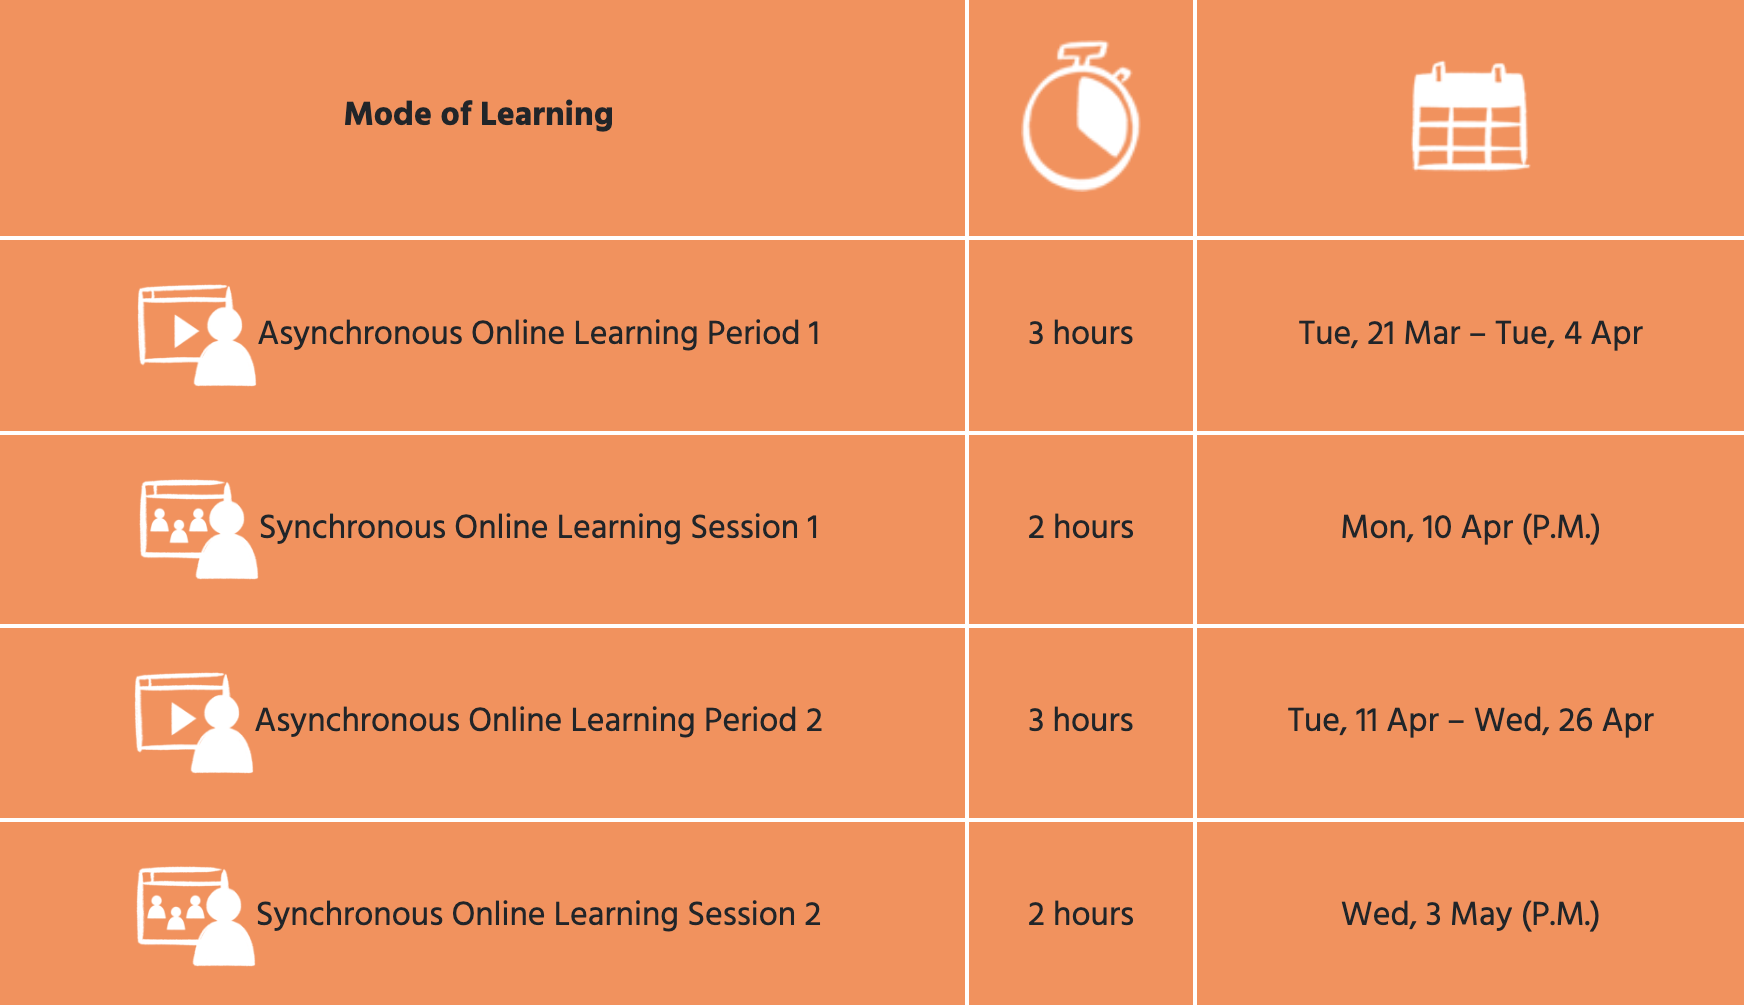 Mode of Learning
Asynchronous Online Learning Period 1
3 hours
Tue, 21 Mar – Tue, 4 Apr
Synchronous Online Learning Session 1
2 hours
Mon, 10 Apr (P.M.)
Asynchronous Online Learning Period 2
3 hours
Tue, 11 Apr – Wed, 26 Apr
Synchronous Online Learning Session 2
2 hours
Wed, 3 May (P.M.)